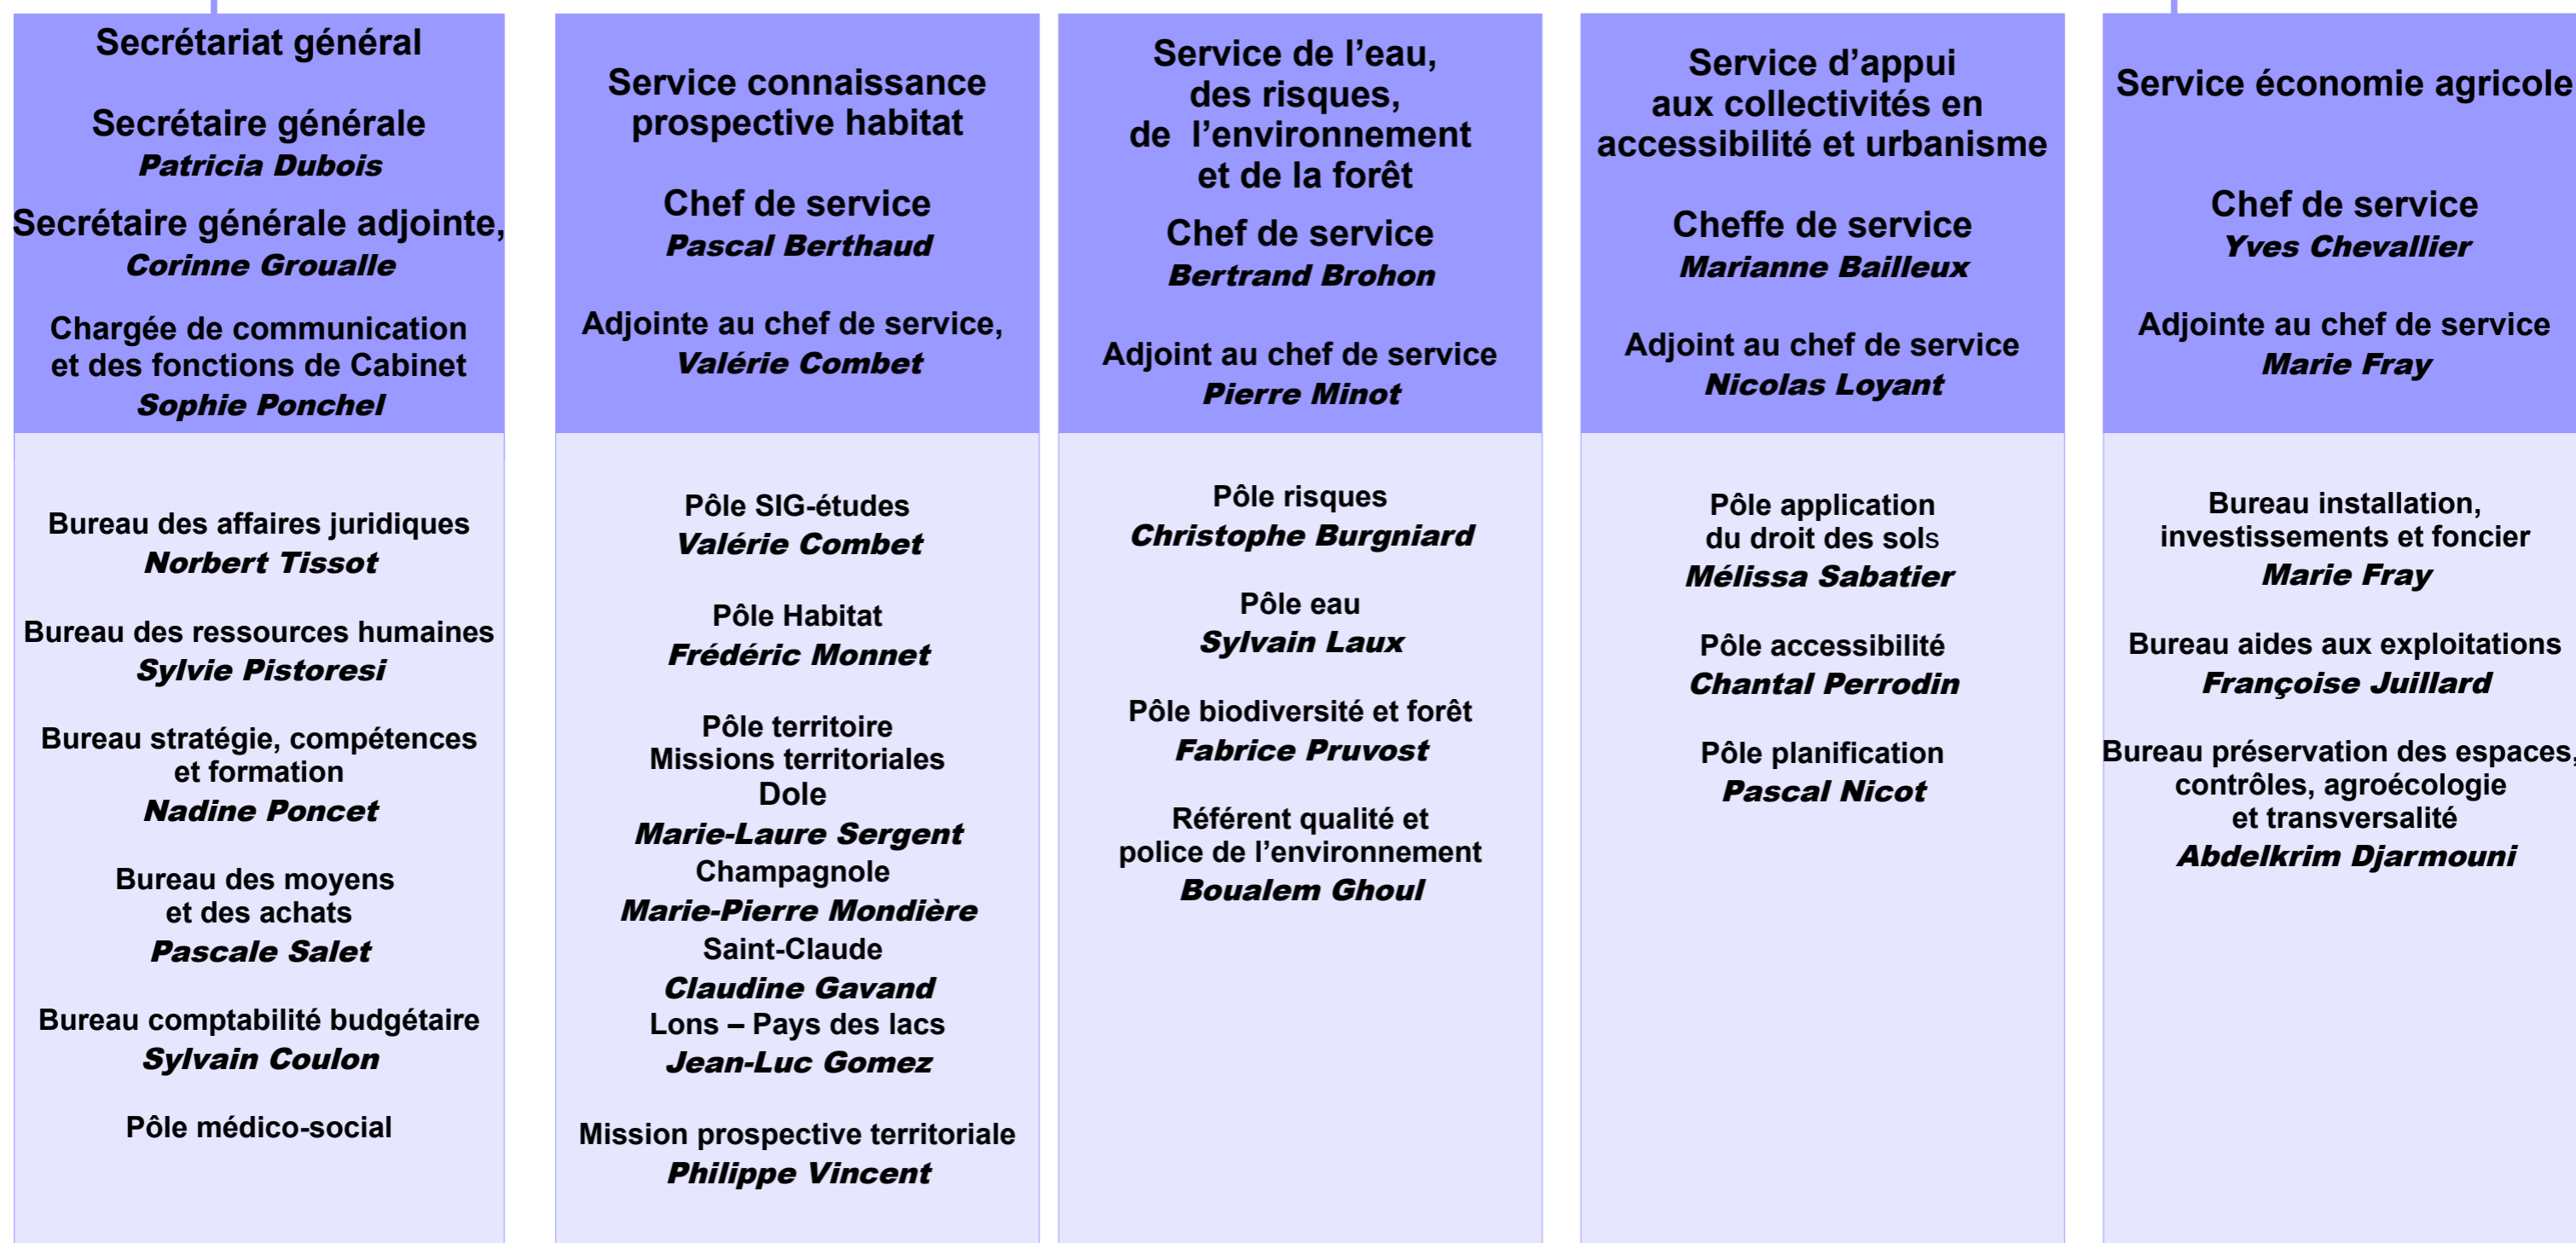 Secrétariat général
Secrétaire générale
Patricia Dubois
Secrétaire générale adjointe,
Corinne Groualle
Chargée de communication
et des fonctions de Cabinet
Sophie Ponchel
Bureau des affaires juridiques
Norbert Tissot
Bureau des ressources humaines
Sylvie Pistoresi
Bureau stratégie, compétences
et formation
Nadine Poncet
Bureau des moyens
et des achats
Pascale Salet
Bureau comptabilité budgétaire
Sylvain Coulon
Pôle médico-social
Service connaissance
prospective habitat
Chef de service
Pascal Berthaud
Adjointe au chef de service,
Valérie Combet
Pôle SIG-études
Valérie Combet
Pôle Habitat
Frédéric Monnet
Pôle territoire
Missions territoriales
Dole
Marie-Laure Sergent
Champagnole
Marie-Pierre Mondière
Saint-Claude
Claudine Gavand
Lons – Pays des lacs
Jean-Luc Gomez
Mission prospective territoriale
Philippe Vincent
Service de l’eau,
des risques,
de l’environnement
et de la forêt
Chef de service
Bertrand Brohon
Adjoint au chef de service
Pierre Minot
Pôle risques
Christophe Burgniard
Pôle eau
Sylvain Laux
Pôle biodiversité et forêt
Fabrice Pruvost
Référent qualité et
police de l’environnement
Boualem Ghoul
Service d’appui
aux collectivités en
accessibilité et urbanisme
Cheffe de service
Marianne Bailleux
Adjoint au chef de service
Nicolas Loyant
Pôle application
du droit des sols
Mélissa Sabatier
Pôle accessibilité
Chantal Perrodin
Pôle planification
Pascal Nicot
Service économie agricole
Chef de service
Yves Chevallier
Adjointe au chef de service
Marie Fray
Bureau installation,
investissements et foncier
Marie Fray
Bureau aides aux exploitations
Françoise Juillard
Bureau préservation des espaces,
contrôles, agroécologie
et transversalité
Abdelkrim Djarmouni